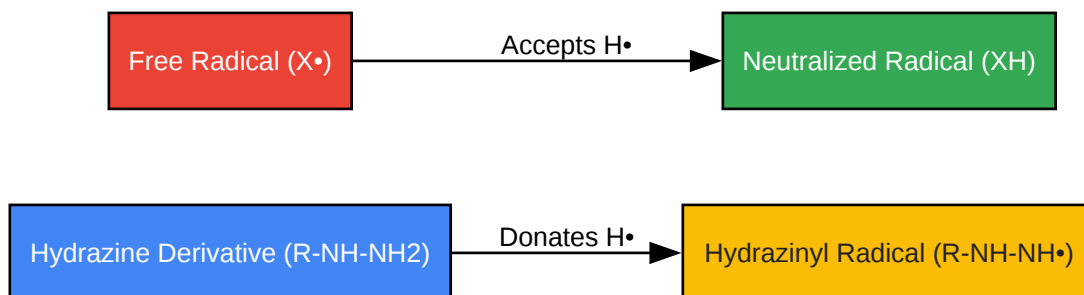 Free Radical (X•)
Accepts H•
Neutralized Radical (XH)
Hydrazine Derivative (R-NH-NH2)
Donates H•
Hydrazinyl Radical (R-NH-NH•)